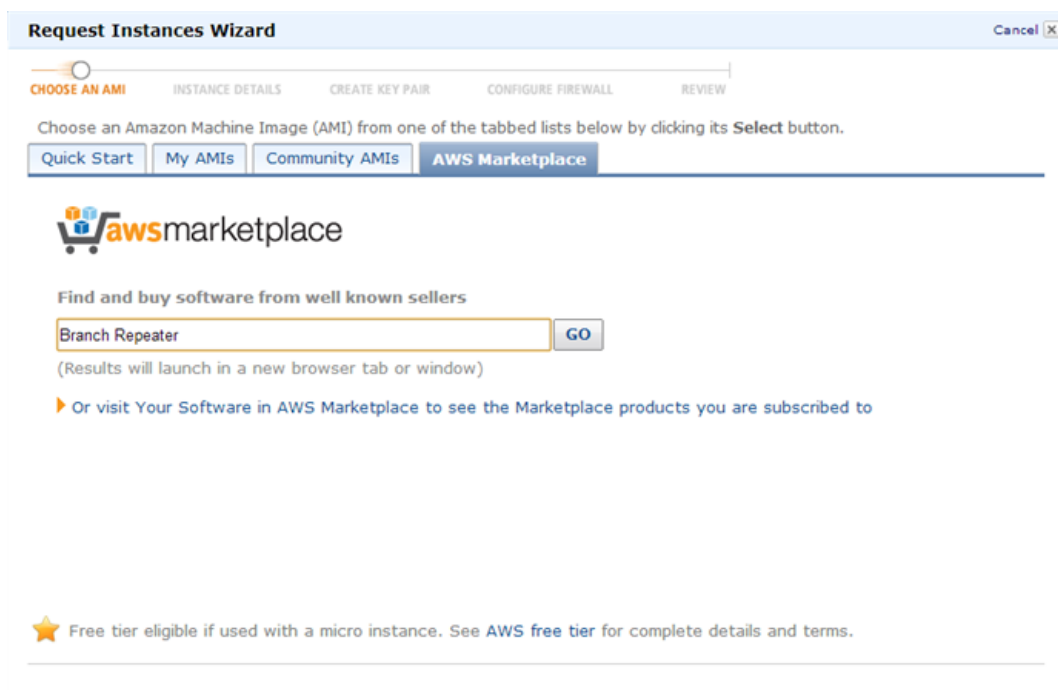 Request Instances Wizard
Cancel
CHOOSE AN AMI INSTANCE DETAILS CREATE KEY PAIR CONFIGURE FIREWALL REVIEW
Choose an Amazon Machine Image (AMI) from one of the tabbed lists below by clicking its Select button.
Quick Start My AMIs Community AMIs AWS Marketplace
awsmarketplace
Find and buy software from well known sellers
Branch Repeater GO
(Results will launch in a new browser tab or window)
Or visit Your Software in AWS Marketplace to see the Marketplace products you are subscribed to
Free tier eligible if used with a micro instance. See AWS free tier for complete details and terms.